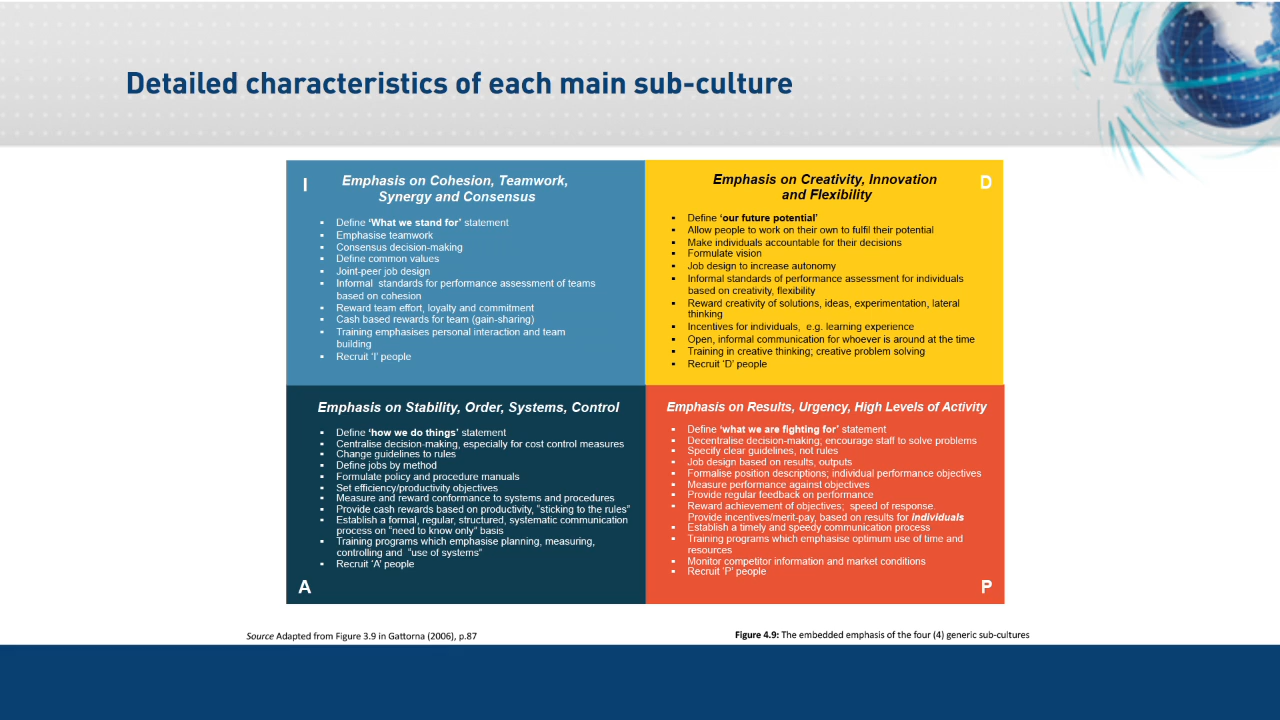 Detailed characteristics of each main sub-culture
I
Emphasis on Cohesion, Teamwork,
Synergy and Consensus
▪ Define ‘What we stand for’ statement
▪ Emphasise teamwork
▪ Consensus decision-making
▪ Define common values
▪ Joint-peer job design
▪ Informal standards for performance assessment of teams
based on cohesion
▪ Reward team effort, loyalty and commitment
▪ Cash based rewards for team (gain-sharing)
▪ Training emphasises personal interaction and team
building
▪ Recruit ‘I’ people
Emphasis on Creativity, Innovation
and Flexibility
D
▪ Define ‘our future potential’
▪ Allow people to work on their own to fulfil their potential
▪ Make individuals accountable for their decisions
▪ Formulate vision
▪ Job design to increase autonomy
▪ Informal standards of performance assessment for individuals
based on creativity, flexibility
▪ Reward creativity of solutions, ideas, experimentation, lateral
thinking
▪ Incentives for individuals, e.g. learning experience
▪ Open, informal communication for whoever is around at the time
▪ Training in creative thinking; creative problem solving
▪ Recruit ‘D’ people
Emphasis on Stability, Order, Systems, Control
▪ Define ‘how we do things’ statement
▪ Centralise decision-making, especially for cost control measures
▪ Change guidelines to rules
▪ Define jobs by method
▪ Formulate policy and procedure manuals
▪ Set efficiency/productivity objectives
▪ Measure and reward conformance to systems and procedures
▪ Provide cash rewards based on productivity, “sticking to the rules”
▪ Establish a formal, regular, structured, systematic communication
process on “need to know only” basis
▪ Training programs which emphasise planning, measuring,
controlling and “use of systems”
▪ Recruit ‘A’ people
A
Emphasis on Results, Urgency, High Levels of Activity
▪ Define ‘what we are fighting for’ statement
▪ Decentralise decision-making; encourage staff to solve problems
▪ Specify clear guidelines, not rules
▪ Job design based on results, outputs
▪ Formalise position descriptions; individual performance objectives
▪ Measure performance against objectives
▪ Provide regular feedback on performance
▪ Reward achievement of objectives; speed of response.
Provide incentives/merit-pay, based on results for individuals
▪ Establish a timely and speedy communication process
▪ Training programs which emphasise optimum use of time and
resources
▪ Monitor competitor information and market conditions
▪ Recruit ‘P’ people
P
Source Adapted from Figure 3.9 in Gattorna (2006), p.87
Figure 4.9: The embedded emphasis of the four (4) generic sub-cultures